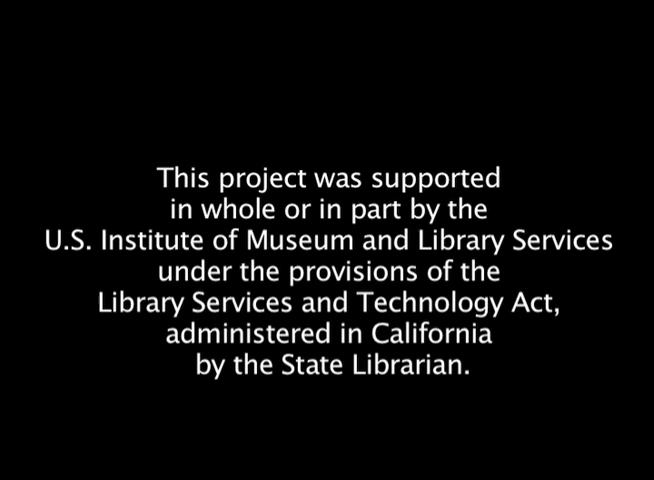 This project was supported
in whole or in part by the
U.S. Institute of Museum and Library Services
under the provisions of the
Library Services and Technology Act,
administered in California
by the State Librarian.